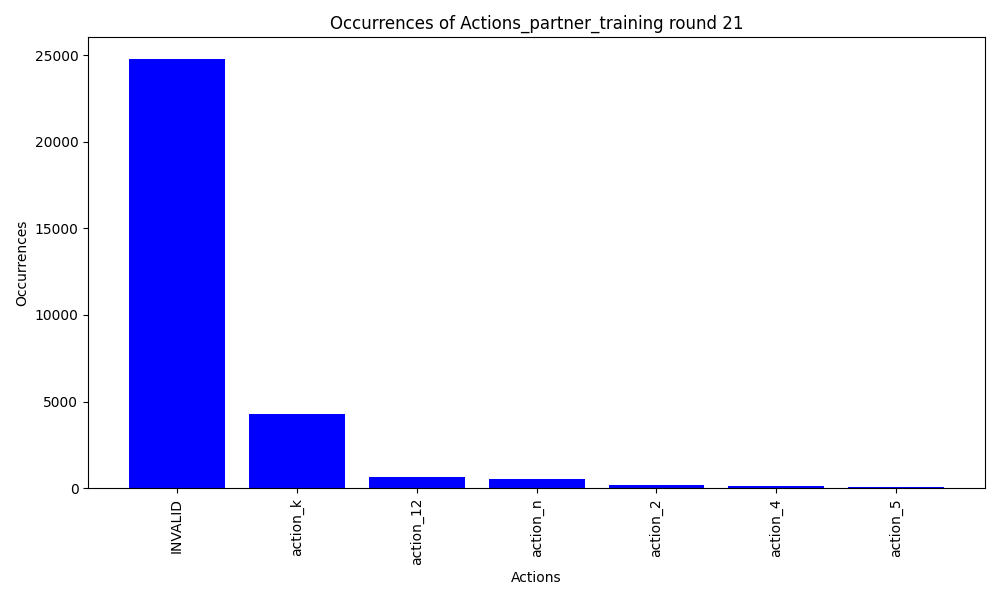 Occurrences of Actions_partner_training round 21
Occurrences
25000
20000
15000
10000
5000
0
INVALID
action_k
action_12
action_n
action_2
action_4
action_5
Actions